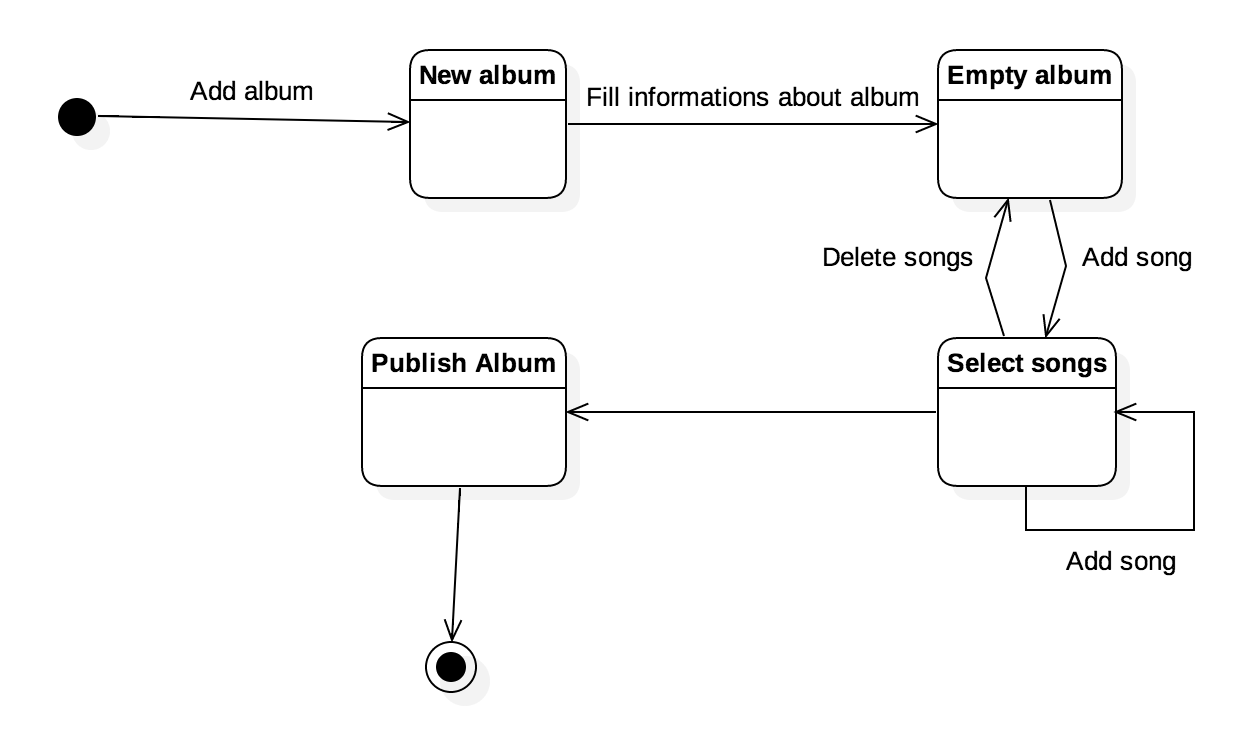 Add album
New album
Fill informations about album
Empty album
Delete songs
Add song
Publish Album
Select songs
Add song